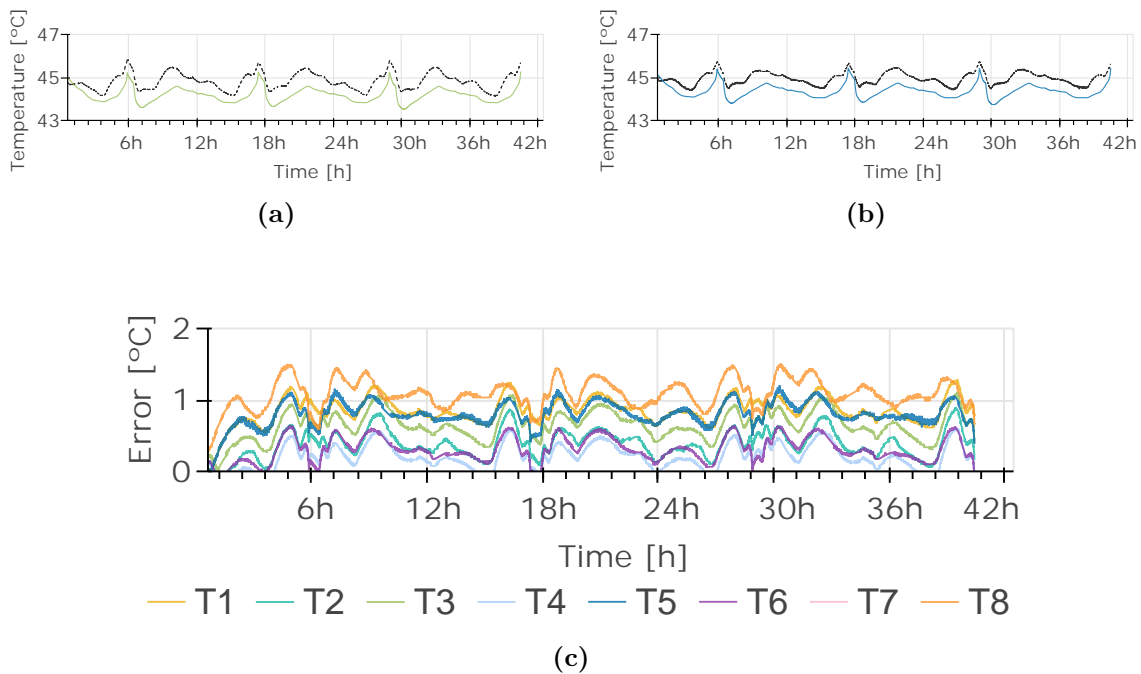 Temperature [°C]
47
45
43
6h 12h 18h 24h 30h 36h 42h
Time [h]
(a)
Temperature [°C]
47
45
43
6h 12h 18h 24h 30h 36h 42h
Time [h]
(b)
Error [°C]
2
1
0
6h 12h 18h 24h 30h 36h 42h
Time [h]
T1 T2 T3 T4 T5 T6 T7 T8
(c)